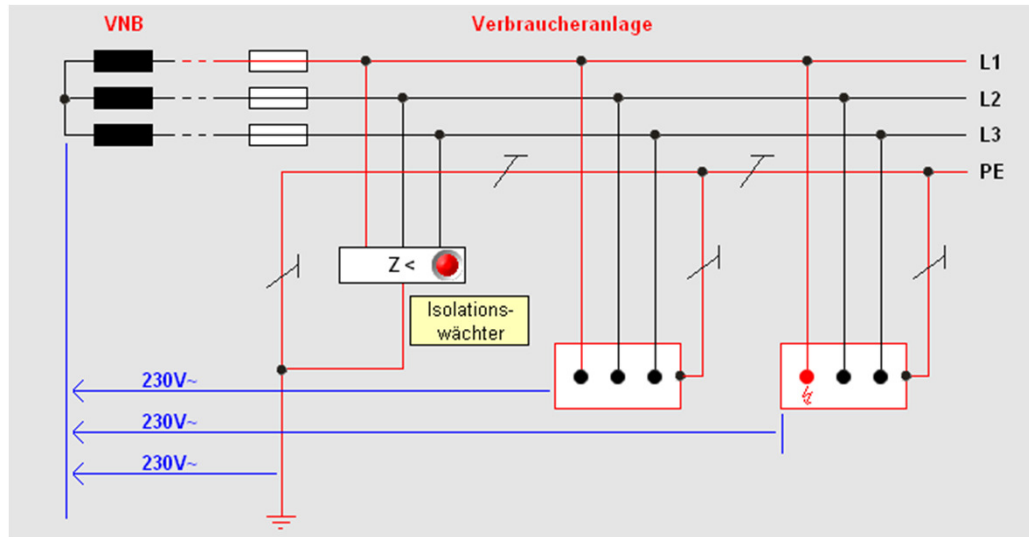 VNB
Verbraucheranlage
L1
L2
L3
PE
Z <
Isolations-
wächter
230V~
230V~
230V~